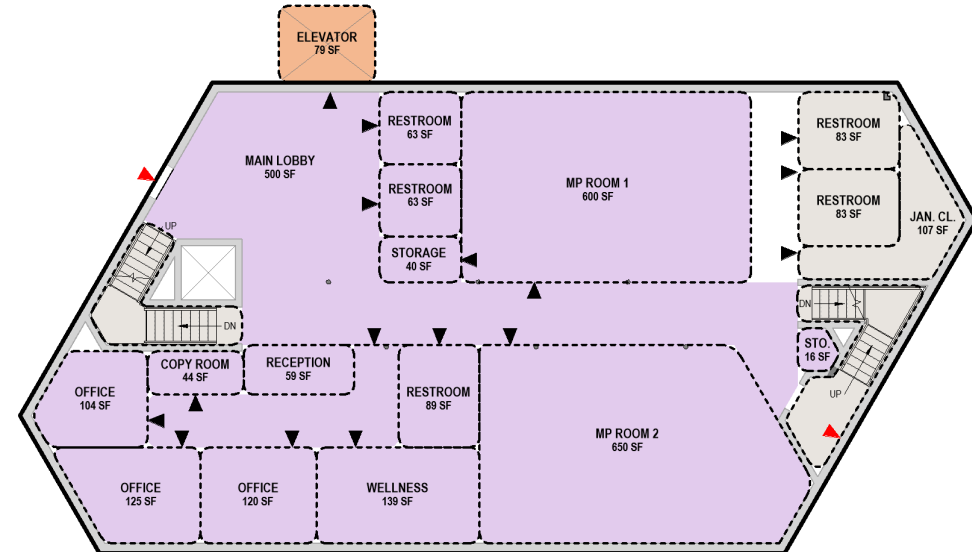 ELEVATOR
79 SF
RESTROOM
63 SF
MAIN LOBBY
500 SF
MP ROOM 1
600 SF
RESTROOM
83 SF
RESTROOM
63 SF
RESTROOM
83 SF
JAN. CL.
107 SF
UP
STORAGE
40 SF
DN
DN
STO.
16 SF
COPY ROOM
44 SF
RECEPTION
59 SF
OFFICE
104 SF
RESTROOM
89 SF
UP
MP ROOM 2
650 SF
OFFICE
125 SF
OFFICE
120 SF
WELLNESS
139 SF